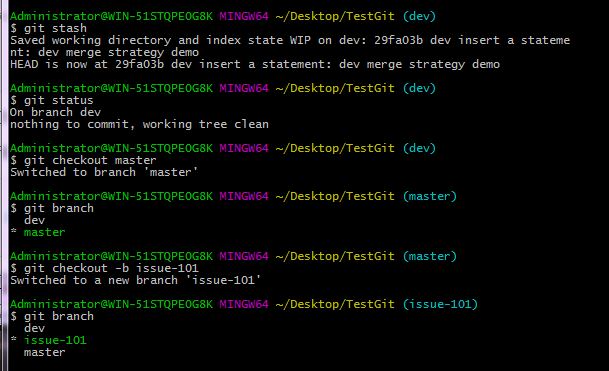 Administrator@WIN-51STQPEOG8K MINGW64 ~/Desktop/TestGit (dev)
$ git stash
Saved working directory and index state WIP on dev: 29fa03b dev insert a stateme
nt: dev merge strategy demo
HEAD is now at 29fa03b dev insert a statement: dev merge strategy demo
Administrator@WIN-51STQPEOG8K MINGW64 ~/Desktop/TestGit (dev)
$ git status
On branch dev
nothing to commit, working tree clean
Administrator@WIN-51STQPEOG8K MINGW64 ~/Desktop/TestGit (dev)
$ git checkout master
Switched to branch 'master'
Administrator@WIN-51STQPEOG8K MINGW64 ~/Desktop/TestGit (master)
$ git branch
  dev
* master
Administrator@WIN-51STQPEOG8K MINGW64 ~/Desktop/TestGit (master)
$ git checkout -b issue-101
Switched to a new branch 'issue-101'
Administrator@WIN-51STQPEOG8K MINGW64 ~/Desktop/TestGit (issue-101)
$ git branch
  dev
* issue-101
  master